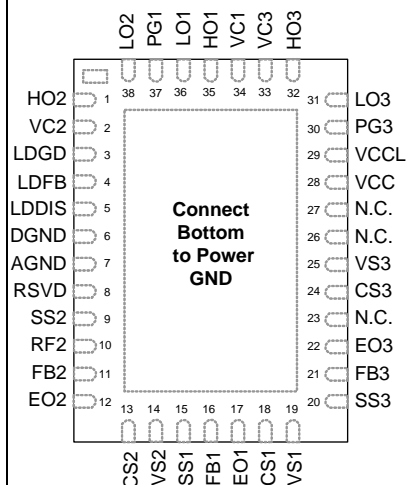 LO2 PG1 LO1 HO1 VC1 VC3 HO3
38 37 36 35 34 33 32
HO2 1
VC2 2
LDGD 3
LDFB 4
LDDIS 5
DGND 6
AGND 7
RSVD 8
SS2 9
RF2 10
FB2 11
EO2 12
Connect
Bottom
to Power
GND
31 LO3
30 PG3
29 VCCL
28 VCC
27 N.C.
26 N.C.
25 VS3
24 CS3
23 N.C.
22 EO3
21 FB3
20 SS3
13 14 15 16 17 18 19
CS2 VS2 SS1 FB1 EO1 CS1 VS1